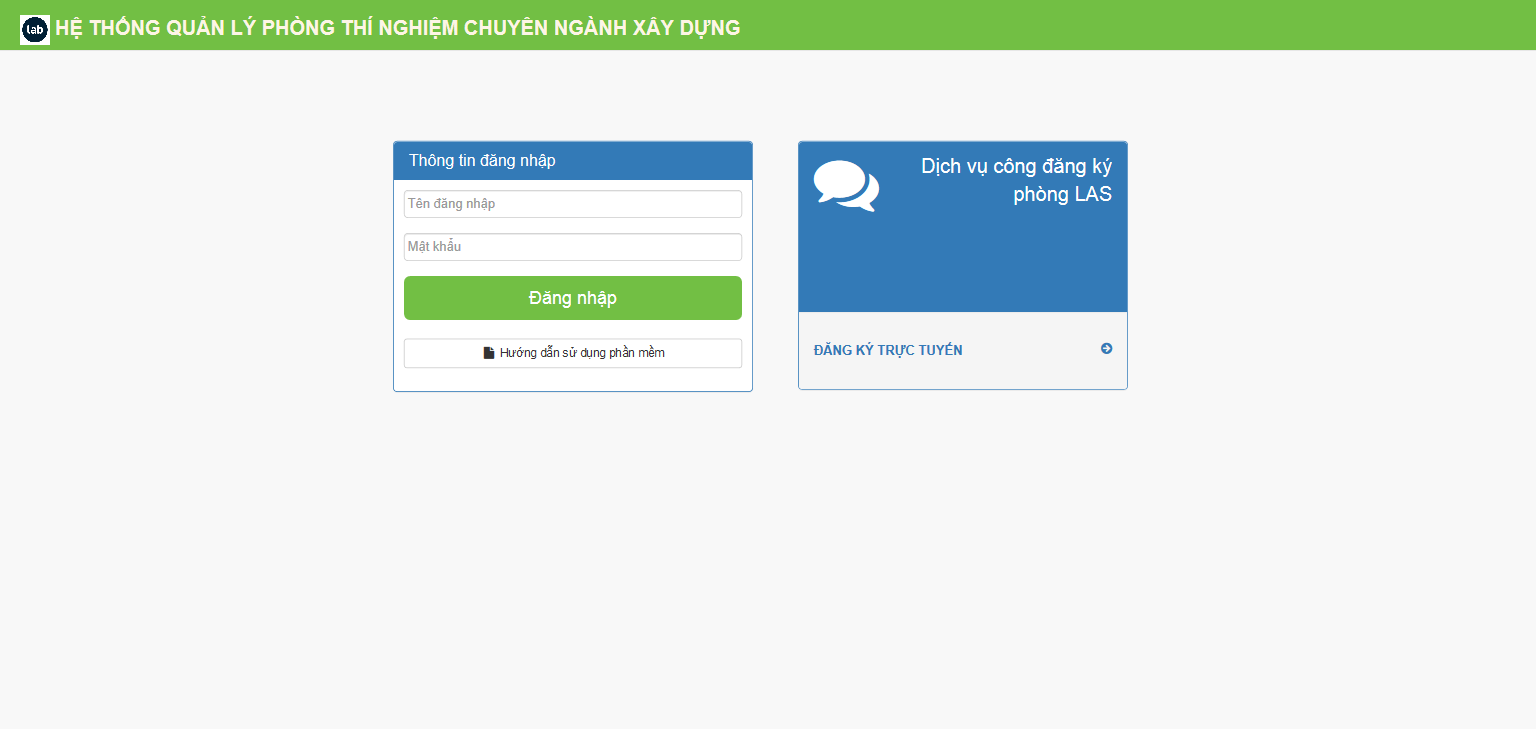 lab
HỆ THỐNG QUẢN LÝ PHÒNG THÍ NGHIỆM CHUYÊN NGÀNH XÂY DỰNG
Thông tin đăng nhập
Tên đăng nhập
Mật khẩu
Đăng nhập
Hướng dẫn sử dụng phần mềm
Dịch vụ công đăng ký
phòng LAS
ĐĂNG KÝ TRỰC TUYẾN